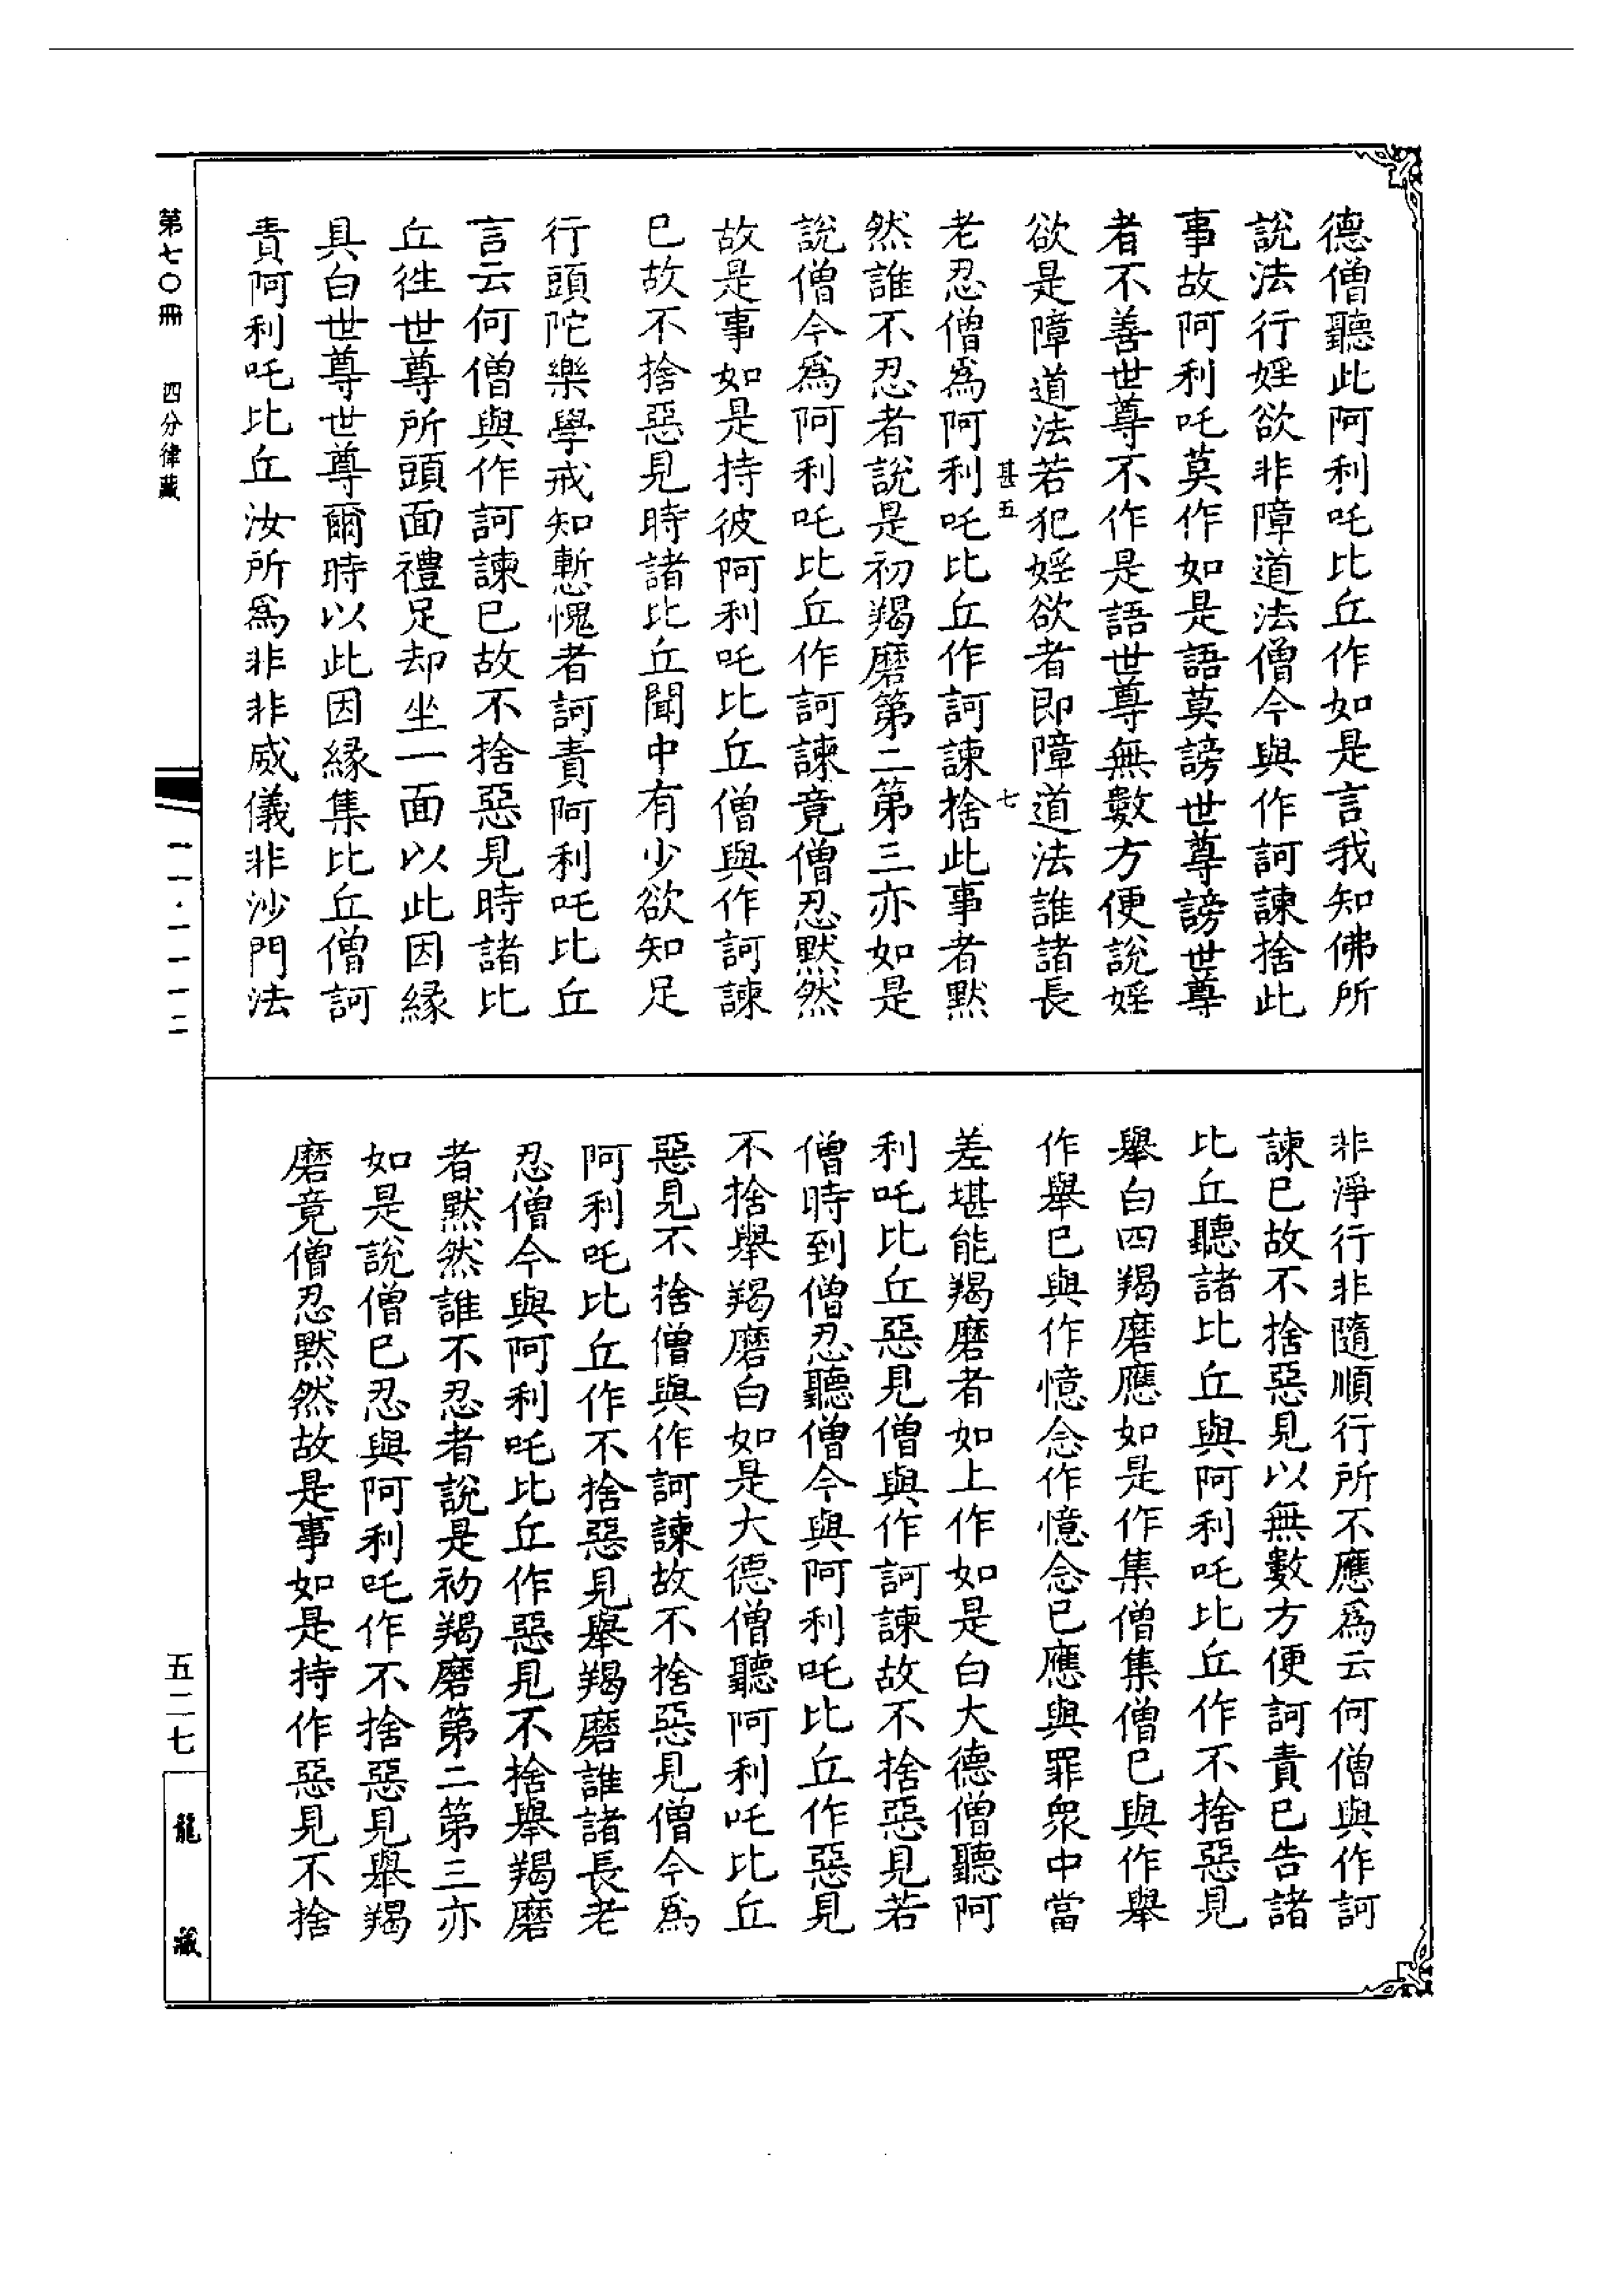 德僧聽此阿利吒比丘作如是言我知佛所
說法行婬欲非障道法僧今與作訶諫捨此
事故阿利吒莫作如是語莫謗世尊謗世尊
者不善世尊不作是語世尊無數方便說婬
欲是障道法若犯婬欲者即障道法誰諸長
甚五　七
老忍僧為阿利吒比丘作訶諫捨此事者默
然誰不忍者說是初羯磨第二第三亦如是
說僧今為阿利吒比丘作訶諫竟僧忍默然
故是事如是持彼阿利吒比丘僧與作訶諫
已故不捨惡見時諸比丘聞中有少欲知足
行頭陀樂學戒知慙愧者訶責阿利吒比丘
言云何僧與作訶諫已故不捨惡見時諸比
丘徃世尊所頭面禮足却坐一面以此因緣
具白世尊世尊爾時以此因緣集比丘僧訶
責阿利吒比丘汝所為非非威儀非沙門法
非淨行非隨順行所不應為云何僧與作訶
諫已故不捨惡見以無數方便訶責已告諸
比丘聽諸比丘與阿利吒比丘作不捨惡見
舉白四羯磨應如是作集僧集僧已與作舉
作舉已與作憶念作憶念已應與罪眾中當
差堪能羯磨者如上作如是白大德僧聽阿
利吒比丘惡見僧與作訶諫故不捨惡見若
僧時到僧忍聽僧今與阿利吒比丘作惡見
不捨舉羯磨白如是大德僧聽阿利吒比丘
惡見不捨僧與作訶諫故不捨惡見僧今為
阿利吒比丘作不捨惡見舉羯磨誰諸長老
忍僧今與阿利吒比丘作惡見不捨舉羯磨
者默然誰不忍者說是初羯磨第二第三亦
如是說僧已忍與阿利吒作不捨惡見舉羯
磨竟僧忍默然故是事如是持作惡見不捨
第七〇冊　四分律藏
一一·一一一二
五二七
龍藏